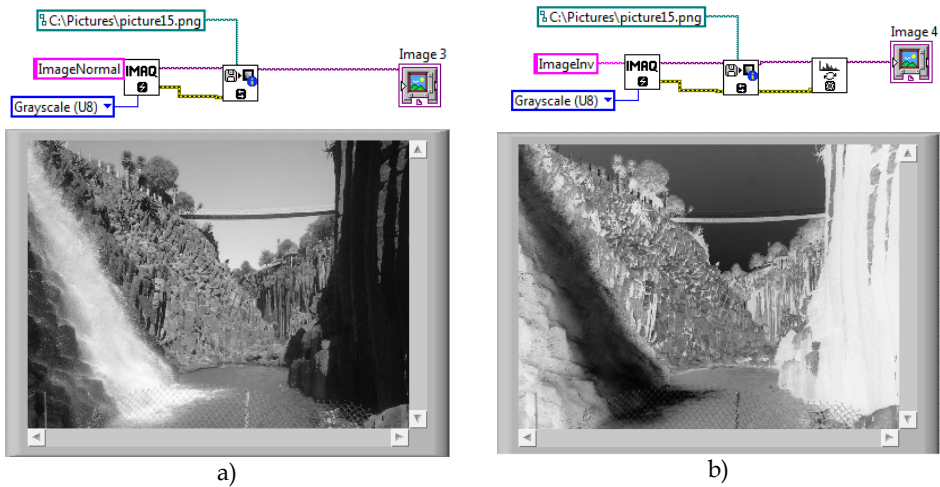 C:\Pictures\picture15.png
Image 3
ImageNormal
IMAQ
Grayscale (U8)
a)
C:\Pictures\picture15.png
Image 4
ImageInv
IMAQ
Grayscale (U8)
b)